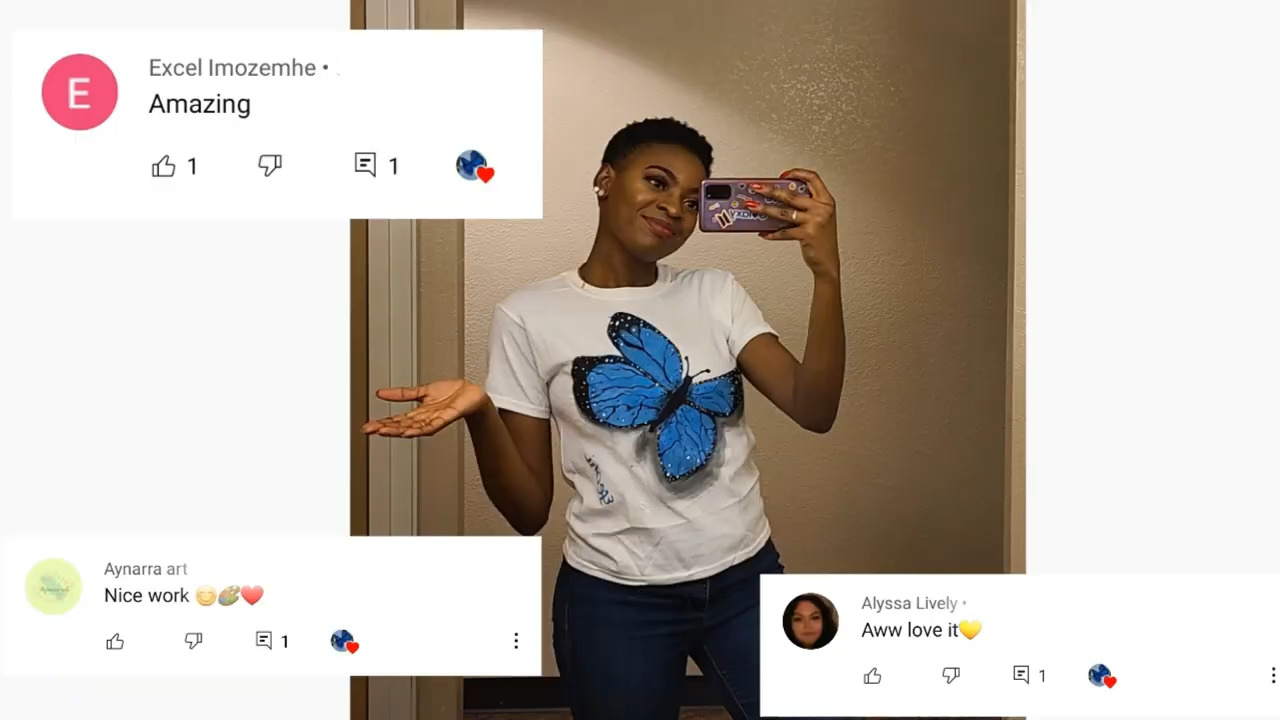 Excel Imozemhe •
Amazing
1
1
Aynarra art
Nice work 😊🎨❤️
1
Alyssa Lively •
Aww love it💛
1